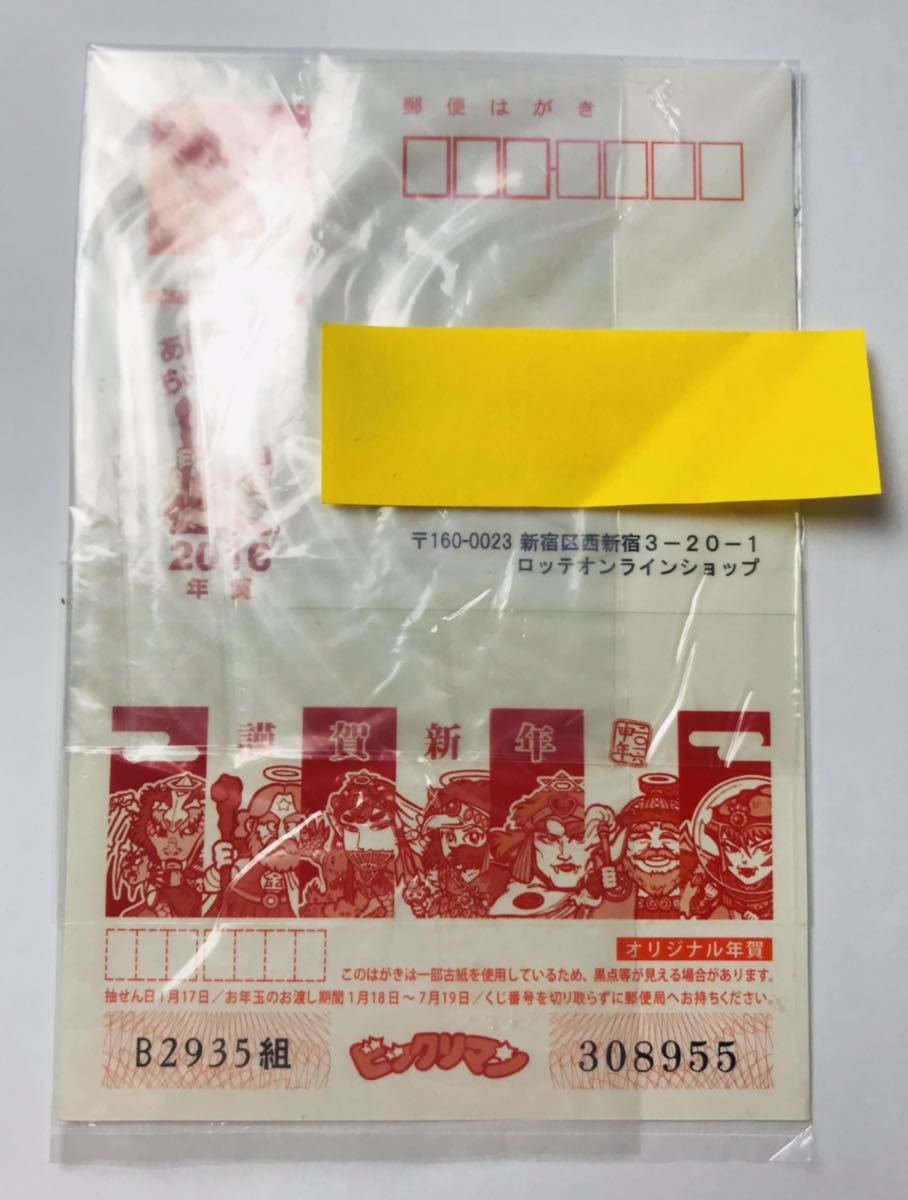 郵便はがき
2016
年賀
〒160-0023 新宿区西新宿3-20-1
ロッテオンラインショップ
謹賀新年
申年
オリジナル年賀
このはがきは一部古紙を使用しているため、黒点等が見える場合があります。
抽せん日1月17日/お年玉のお渡し期間1月18日～7月19日/くじ番号を切り取らずに郵便局へお持ちください。
B2935組
ビックリマン
308955